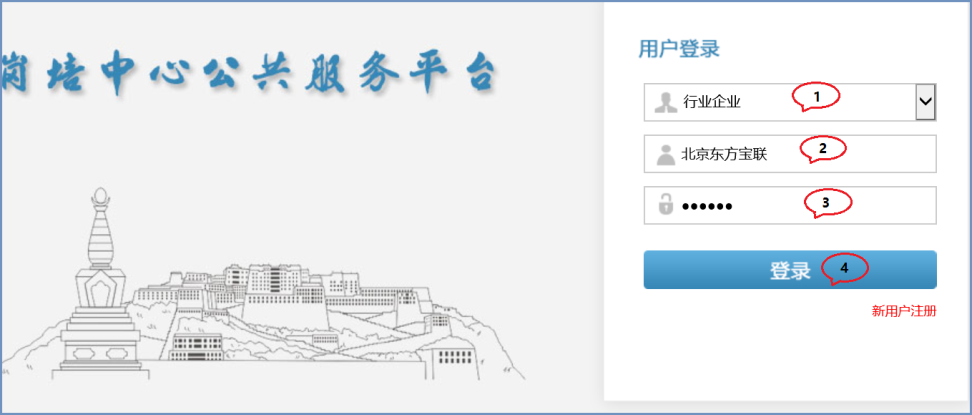 岗培中心公共服务平台
用户登录
行业企业 1
北京东方宝联 2
•••••• 3
登录 4
新用户注册